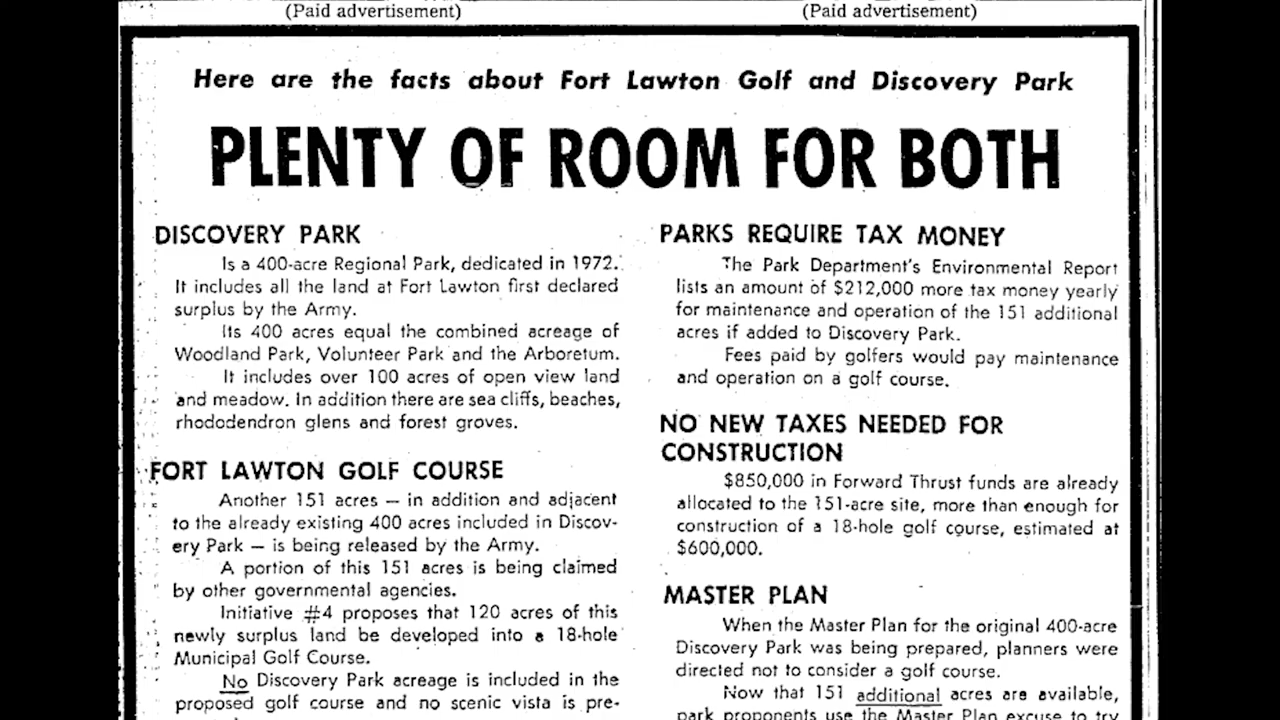 (Paid advertisement)
(Paid advertisement)
Here are the facts about Fort Lawton Golf and Discovery Park
PLENTY OF ROOM FOR BOTH
DISCOVERY PARK
Is a 400-acre Regional Park, dedicated in 1972.
It includes all the land at Fort Lawton first declared
surplus by the Army.
Its 400 acres equal the combined acreage of
Woodland Park, Volunteer Park and the Arboretum.
It includes over 100 acres of open view land
and meadow. In addition there are sea cliffs, beaches,
rhododendron glens and forest groves.
FORT LAWTON GOLF COURSE
Another 151 acres — in addition and adjacent
to the already existing 400 acres included in Discov-
ery Park — is being released by the Army.
A portion of this 151 acres is being claimed
by other governmental agencies.
Initiative #4 proposes that 120 acres of this
newly surplus land be developed into a 18-hole
Municipal Golf Course.
No Discovery Park acreage is included in the
proposed golf course and no scenic vista is pre-
PARKS REQUIRE TAX MONEY
The Park Department's Environmental Report
lists an amount of $212,000 more tax money yearly
for maintenance and operation of the 151 additional
acres if added to Discovery Park.
Fees paid by golfers would pay maintenance
and operation on a golf course.
NO NEW TAXES NEEDED FOR
CONSTRUCTION
$850,000 in Forward Thrust funds are already
allocated to the 151-acre site, more than enough for
construction of a 18-hole golf course, estimated at
$600,000.
MASTER PLAN
When the Master Plan for the original 400-acre
Discovery Park was being prepared, planners were
directed not to consider a golf course.
Now that 151 additional acres are available,
park proponents use the Master Plan excuse to try